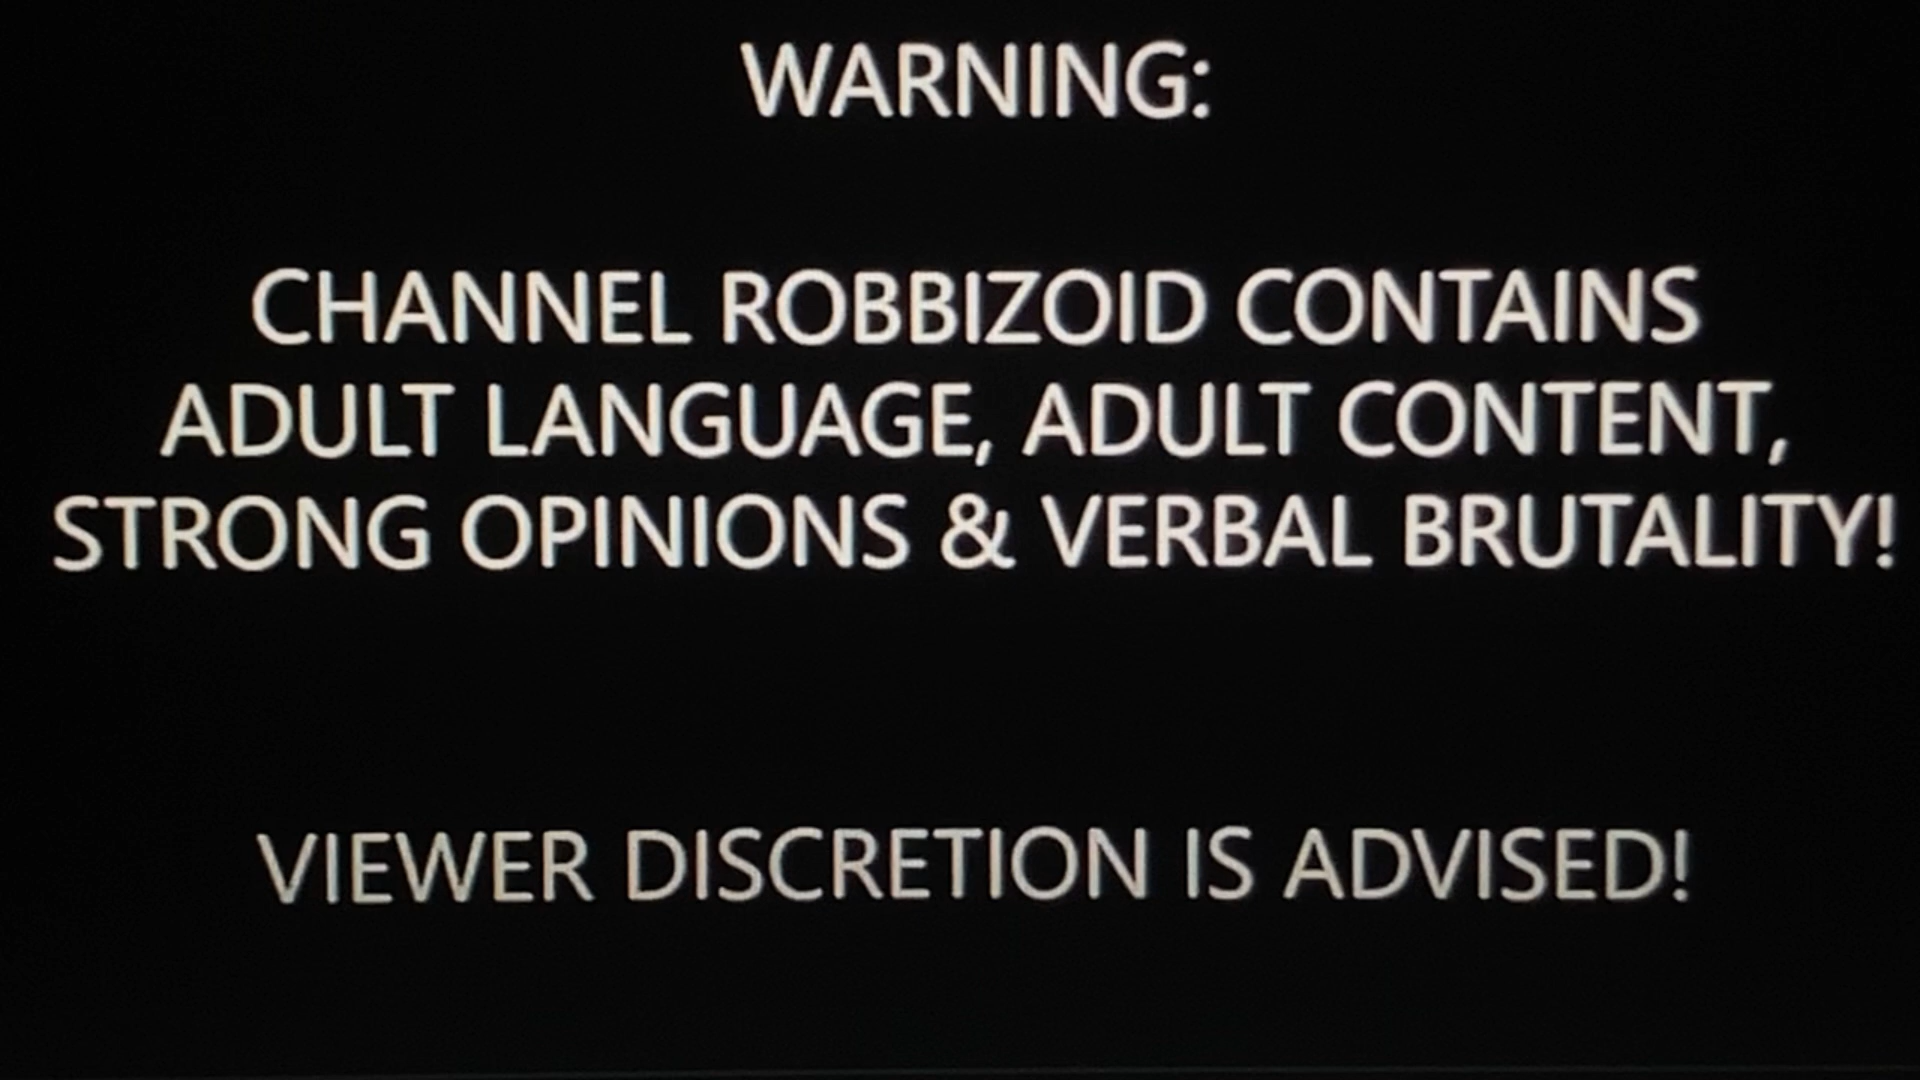 WARNING:
CHANNEL ROBBIZOID CONTAINS
ADULT LANGUAGE, ADULT CONTENT,
STRONG OPINIONS & VERBAL BRUTALITY!
VIEWER DISCRETION IS ADVISED!